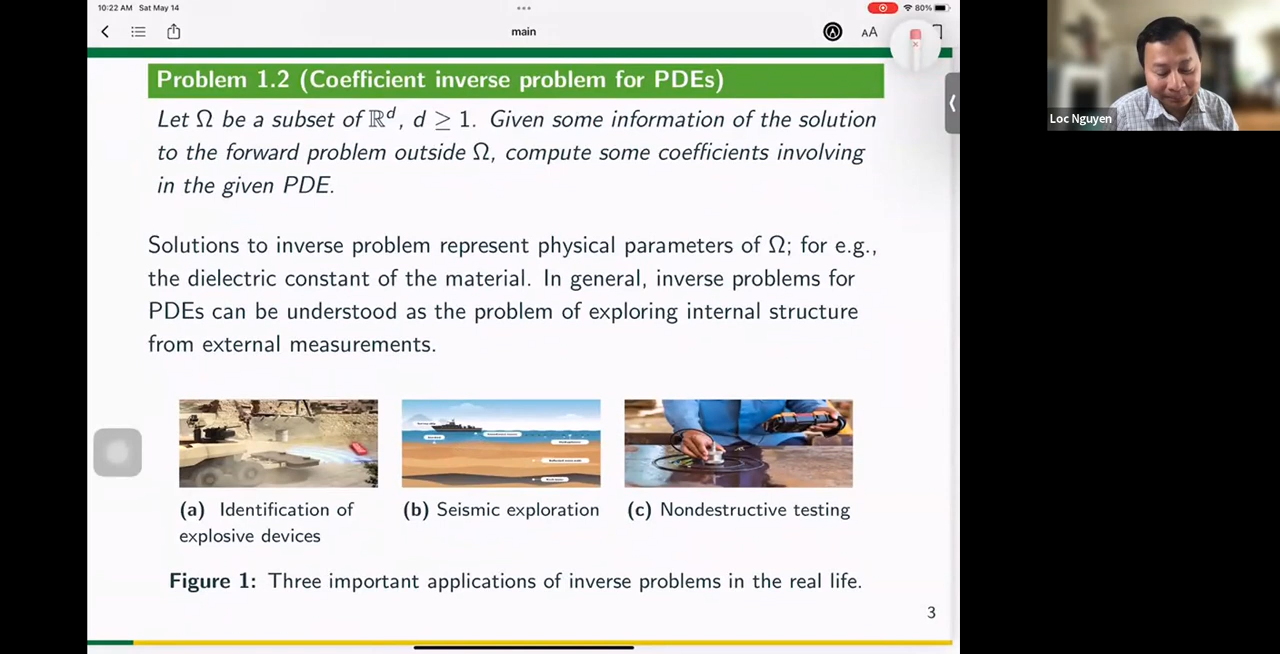 10:22 AM Sat May 14
80%
main
AA
Problem 1.2 (Coefficient inverse problem for PDEs)
Let Ω be a subset of ℝᵈ, d ≥ 1. Given some information of the solution
to the forward problem outside Ω, compute some coefficients involving
in the given PDE.
Solutions to inverse problem represent physical parameters of Ω; for e.g.,
the dielectric constant of the material. In general, inverse problems for
PDEs can be understood as the problem of exploring internal structure
from external measurements.
(a) Identification of
explosive devices
(b) Seismic exploration
(c) Nondestructive testing
Figure 1: Three important applications of inverse problems in the real life.
3
Loc Nguyen